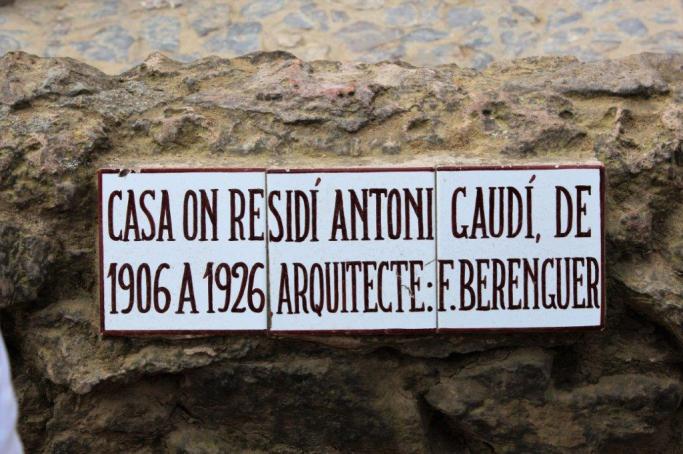 CASA ON RESIDÍ ANTONI GAUDÍ, DE
1906 A 1926 ARQUITECTE: F. BERENGUER